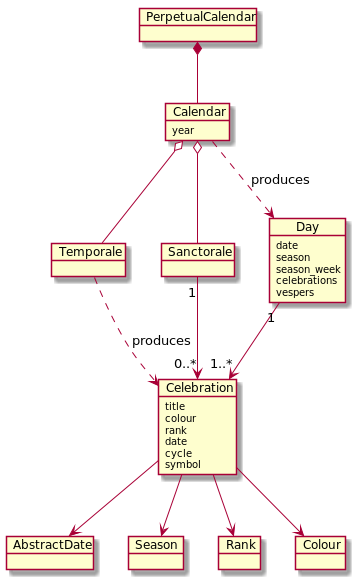 PerpetualCalendar
Calendar
year
produces
Temporale
Sanctorale
Day
date
season
season_week
celebrations
vespers
1
1
produces
0..*
1..*
Celebration
title
colour
rank
date
cycle
symbol
AbstractDate
Season
Rank
Colour